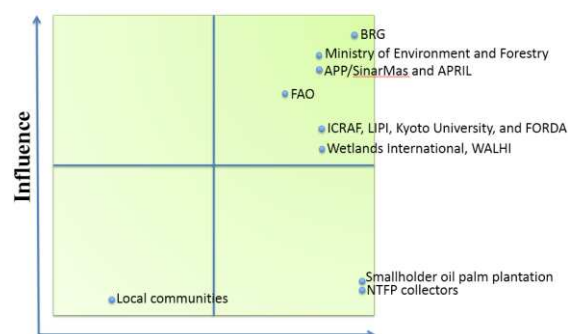 BRG
Ministry of Environment and Forestry
APP/SinarMas and APRIL
FAO
ICRAF, LIPI, Kyoto University, and FORDA
Wetlands International, WALHI
Influence
Smallholder oil palm plantation
NTFP collectors
Local communities